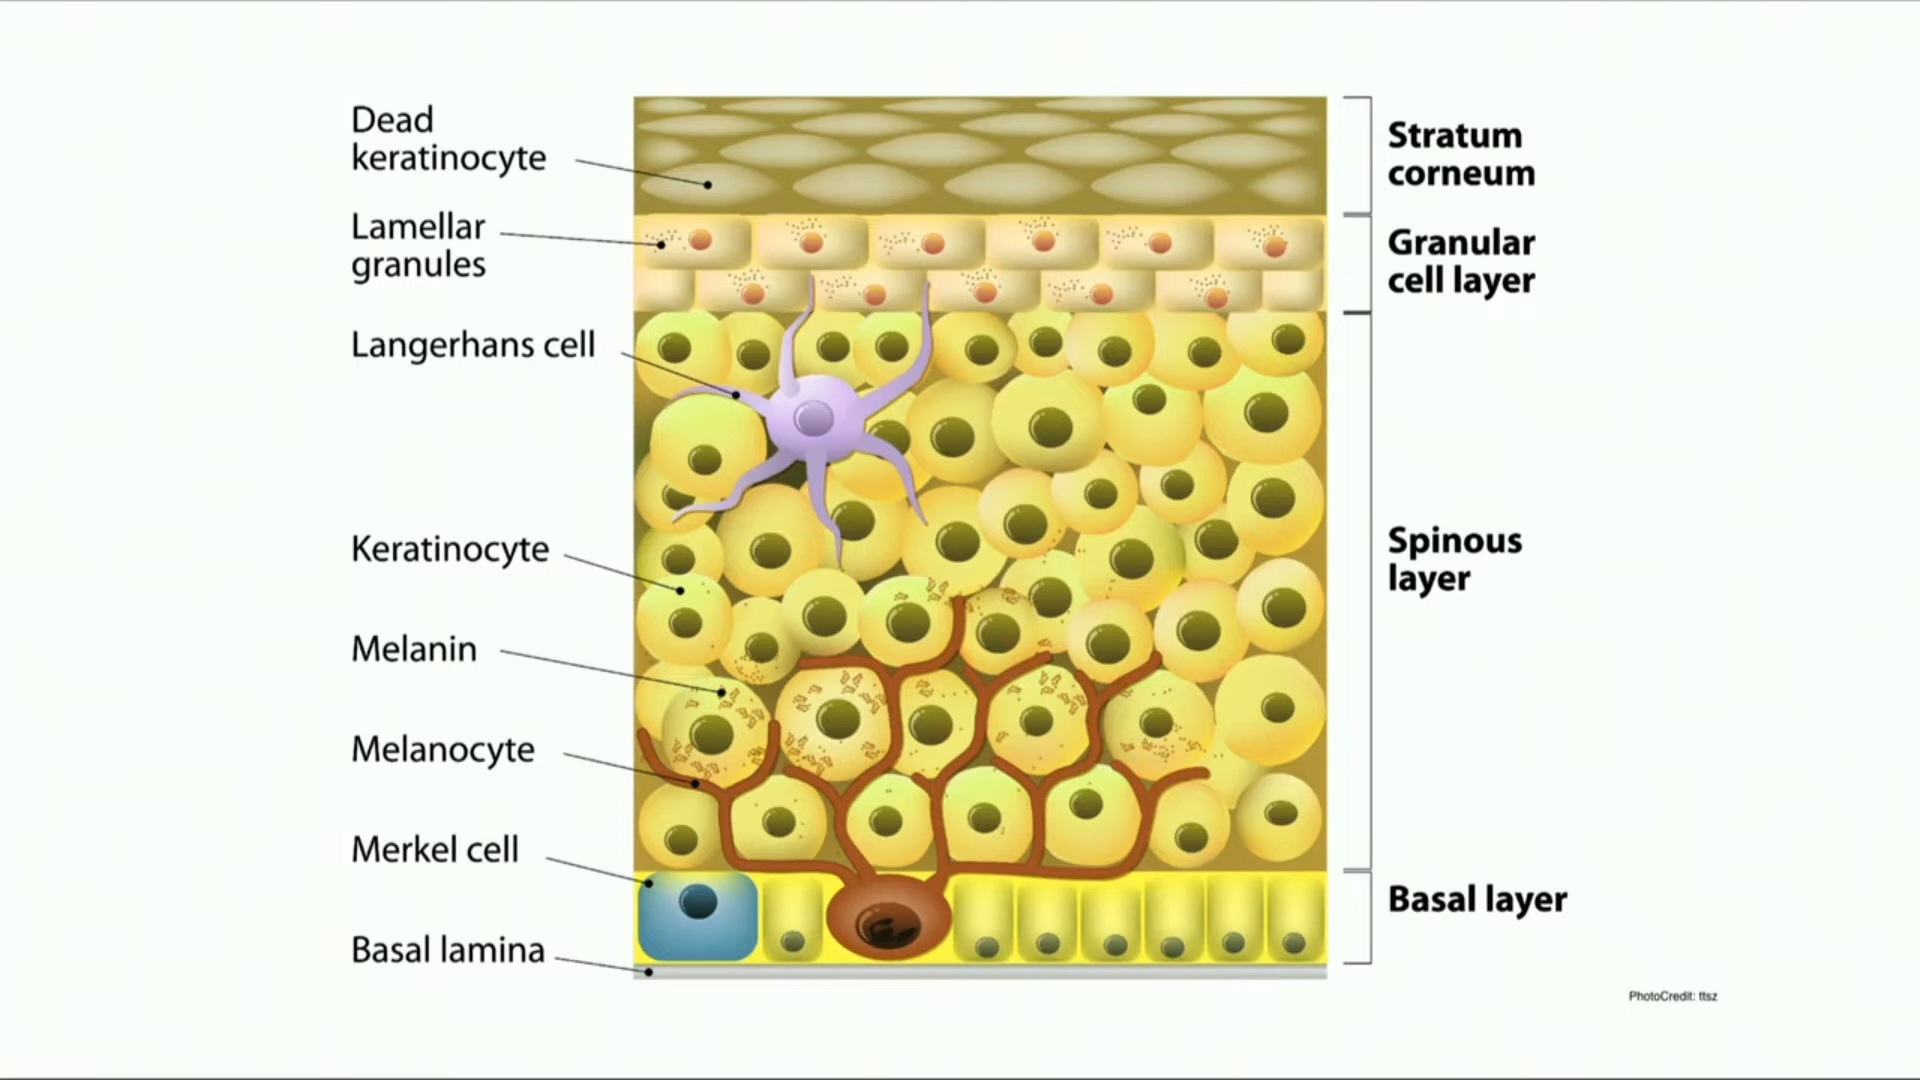 Dead
keratinocyte
Lamellar
granules
Langerhans cell
Keratinocyte
Melanin
Melanocyte
Merkel cell
Basal lamina
Stratum
corneum
Granular
cell layer
Spinous
layer
Basal layer
PhotoCredit: ttsz